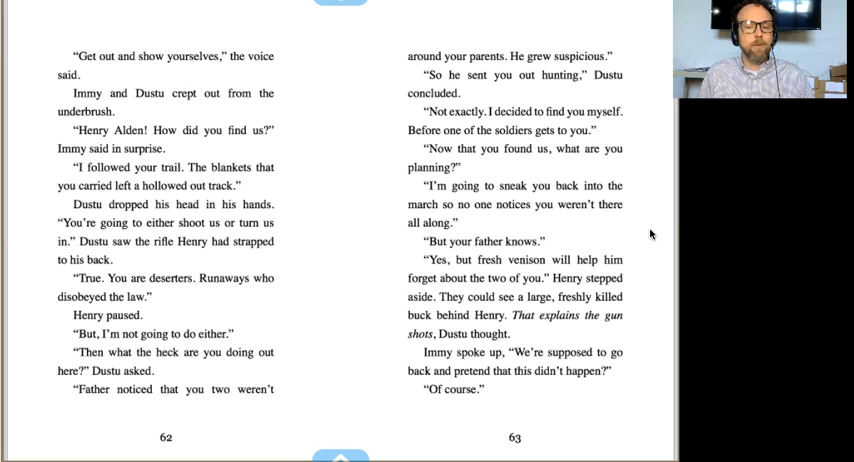 “Get out and show yourselves,” the voice
said.
Immy and Dustu crept out from the
underbrush.
“Henry Alden! How did you find us?”
Immy said in surprise.
“I followed your trail. The blankets that
you carried left a hollowed out track.”
Dustu dropped his head in his hands.
“You’re going to either shoot us or turn us
in.” Dustu saw the rifle Henry had strapped
to his back.
“True. You are deserters. Runaways who
disobeyed the law.”
Henry paused.
“But, I’m not going to do either.”
“Then what the heck are you doing out
here?” Dustu asked.
“Father noticed that you two weren’t
62
around your parents. He grew suspicious.”
“So he sent you out hunting,” Dustu
concluded.
“Not exactly. I decided to find you myself.
Before one of the soldiers gets to you.”
“Now that you found us, what are you
planning?”
“I’m going to sneak you back into the
march so no one notices you weren’t there
all along.”
“But your father knows.”
“Yes, but fresh venison will help him
forget about the two of you.” Henry stepped
aside. They could see a large, freshly killed
buck behind Henry. That explains the gun
shots, Dustu thought.
Immy spoke up, “We’re supposed to go
back and pretend that this didn’t happen?”
“Of course.”
63